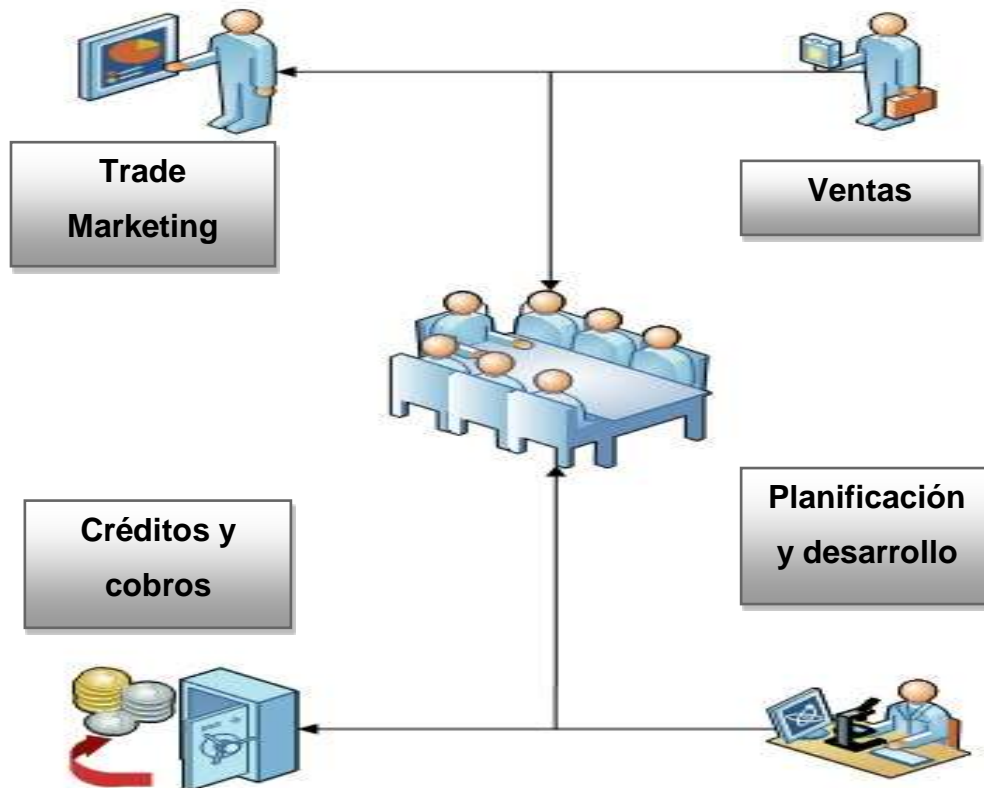 Trade
Marketing
Ventas
Créditos y
cobros
Planificación
y desarrollo